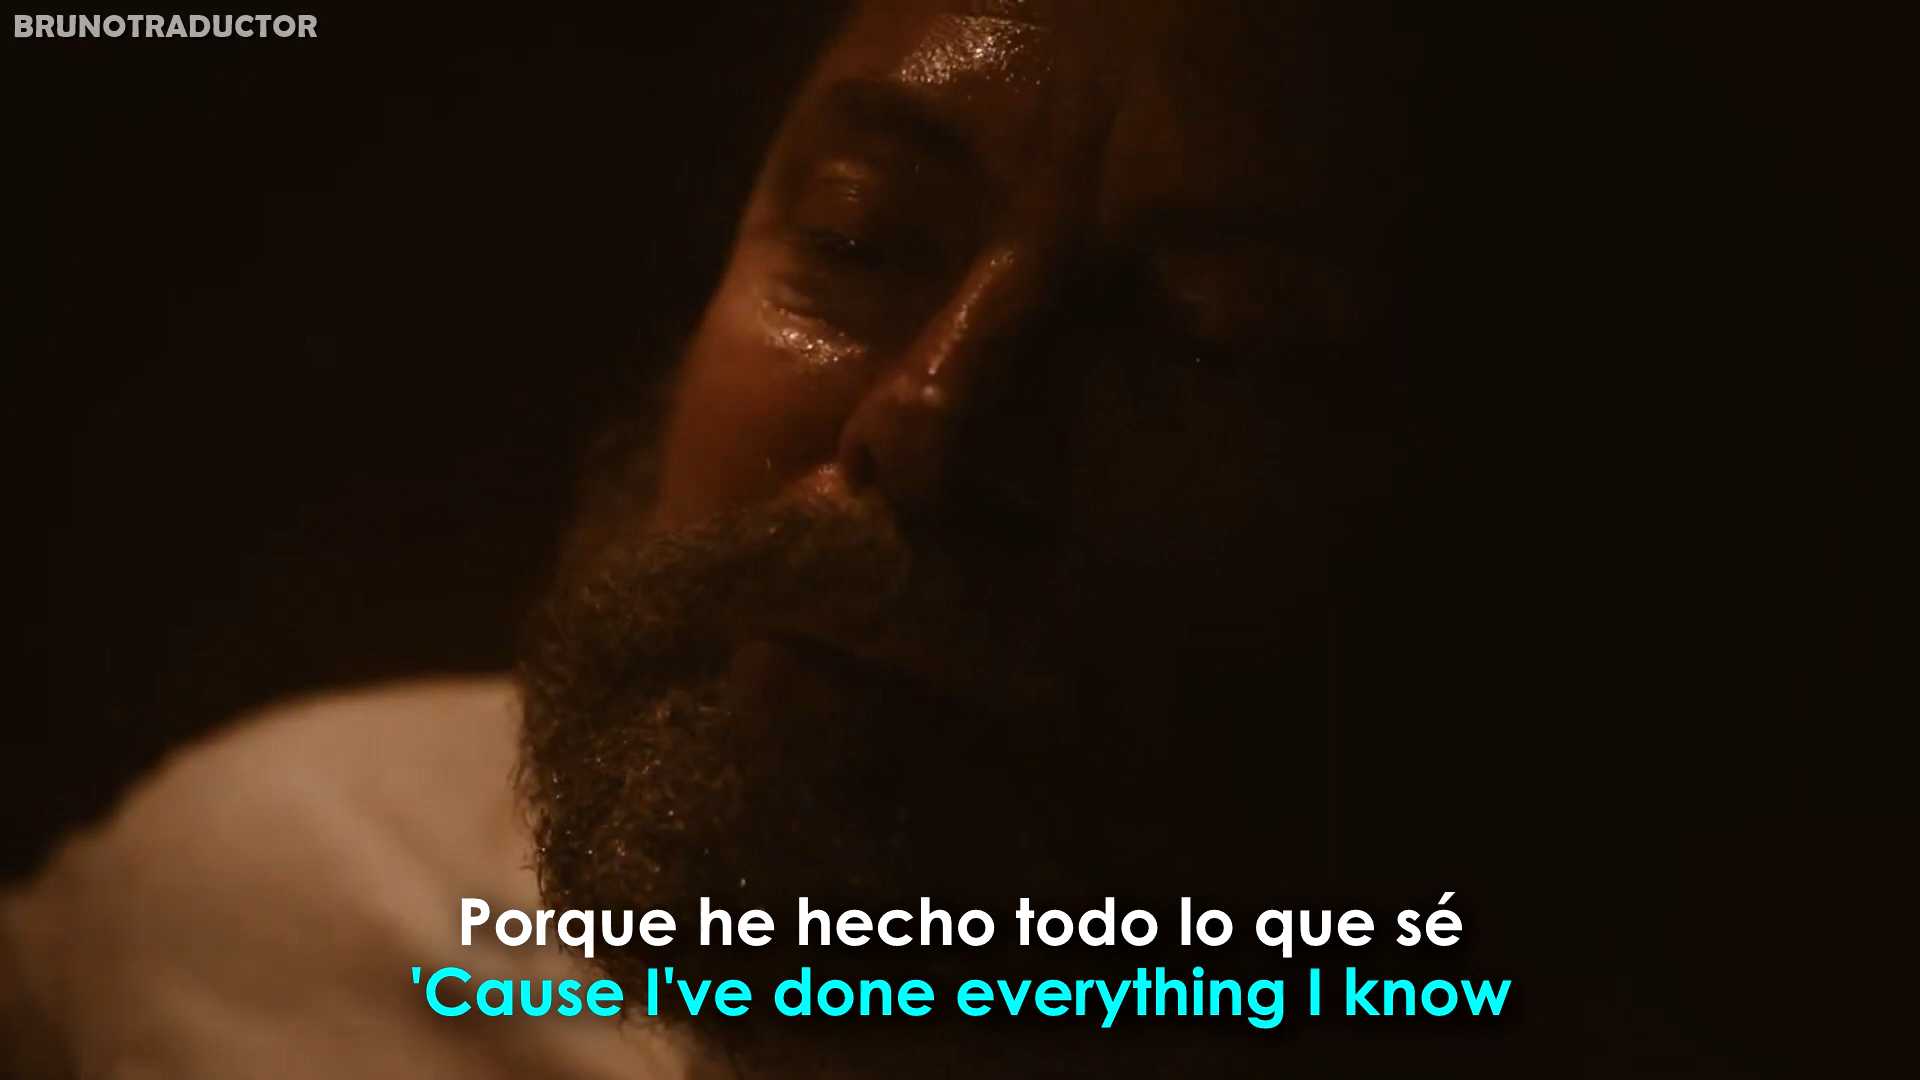 BRUNOTRADUCTOR
Porque he hecho todo lo que sé
'Cause I've done everything I know